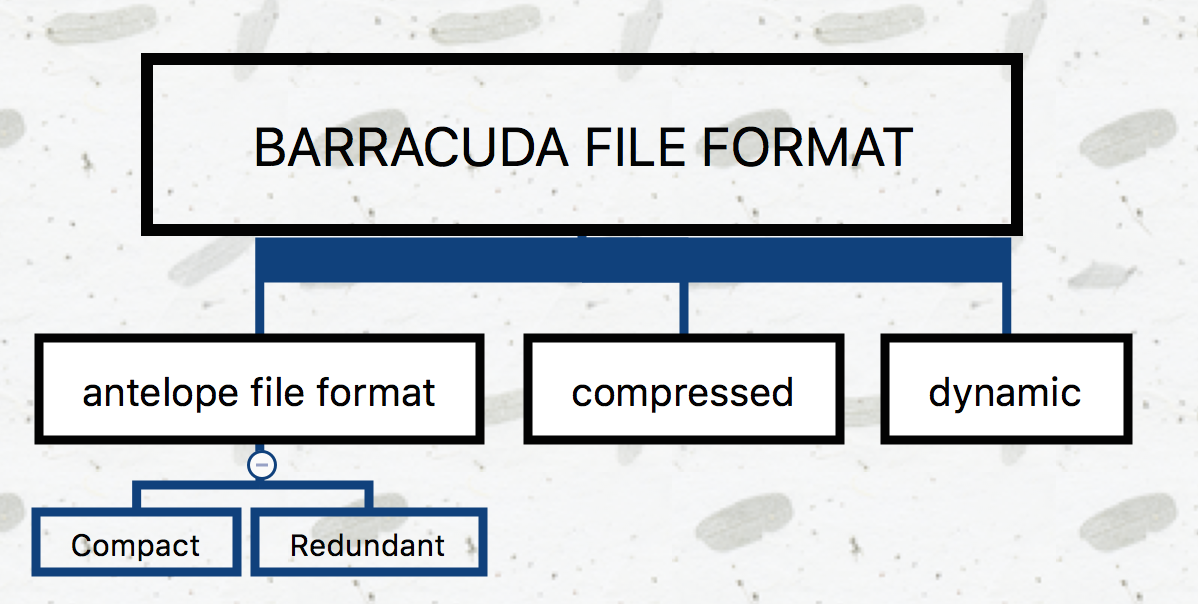 BARRACUDA FILE FORMAT
antelope file format
compressed
dynamic
Compact
Redundant